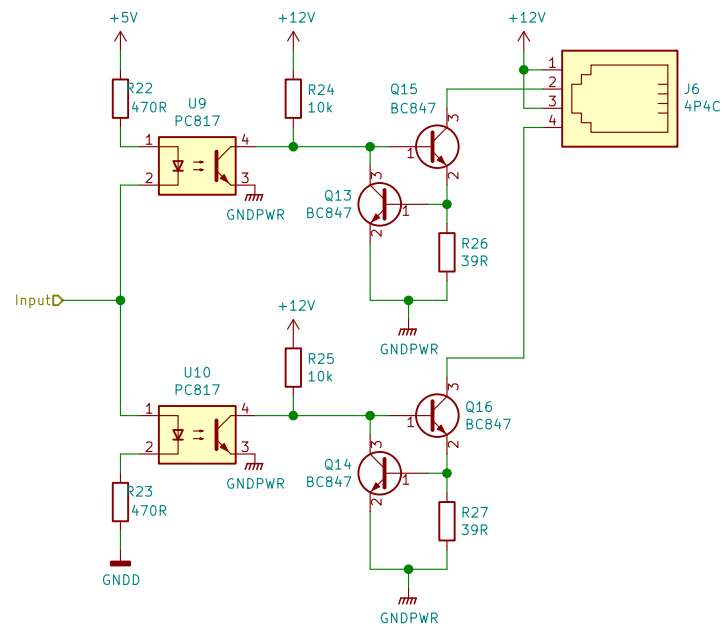 +5V
+12V
+12V
R22
470R
U9
PC817
1
2
4
3
GNDPWR
R24
10k
Q15
BC847
3
1
2
Q13
BC847
3
1
2
R26
39R
GNDPWR
1
2
3
4
J6
4P4C
Input
+12V
R25
10k
U10
PC817
1
2
4
3
GNDPWR
R23
470R
GNDD
Q16
BC847
3
1
2
Q14
BC847
3
1
2
R27
39R
GNDPWR